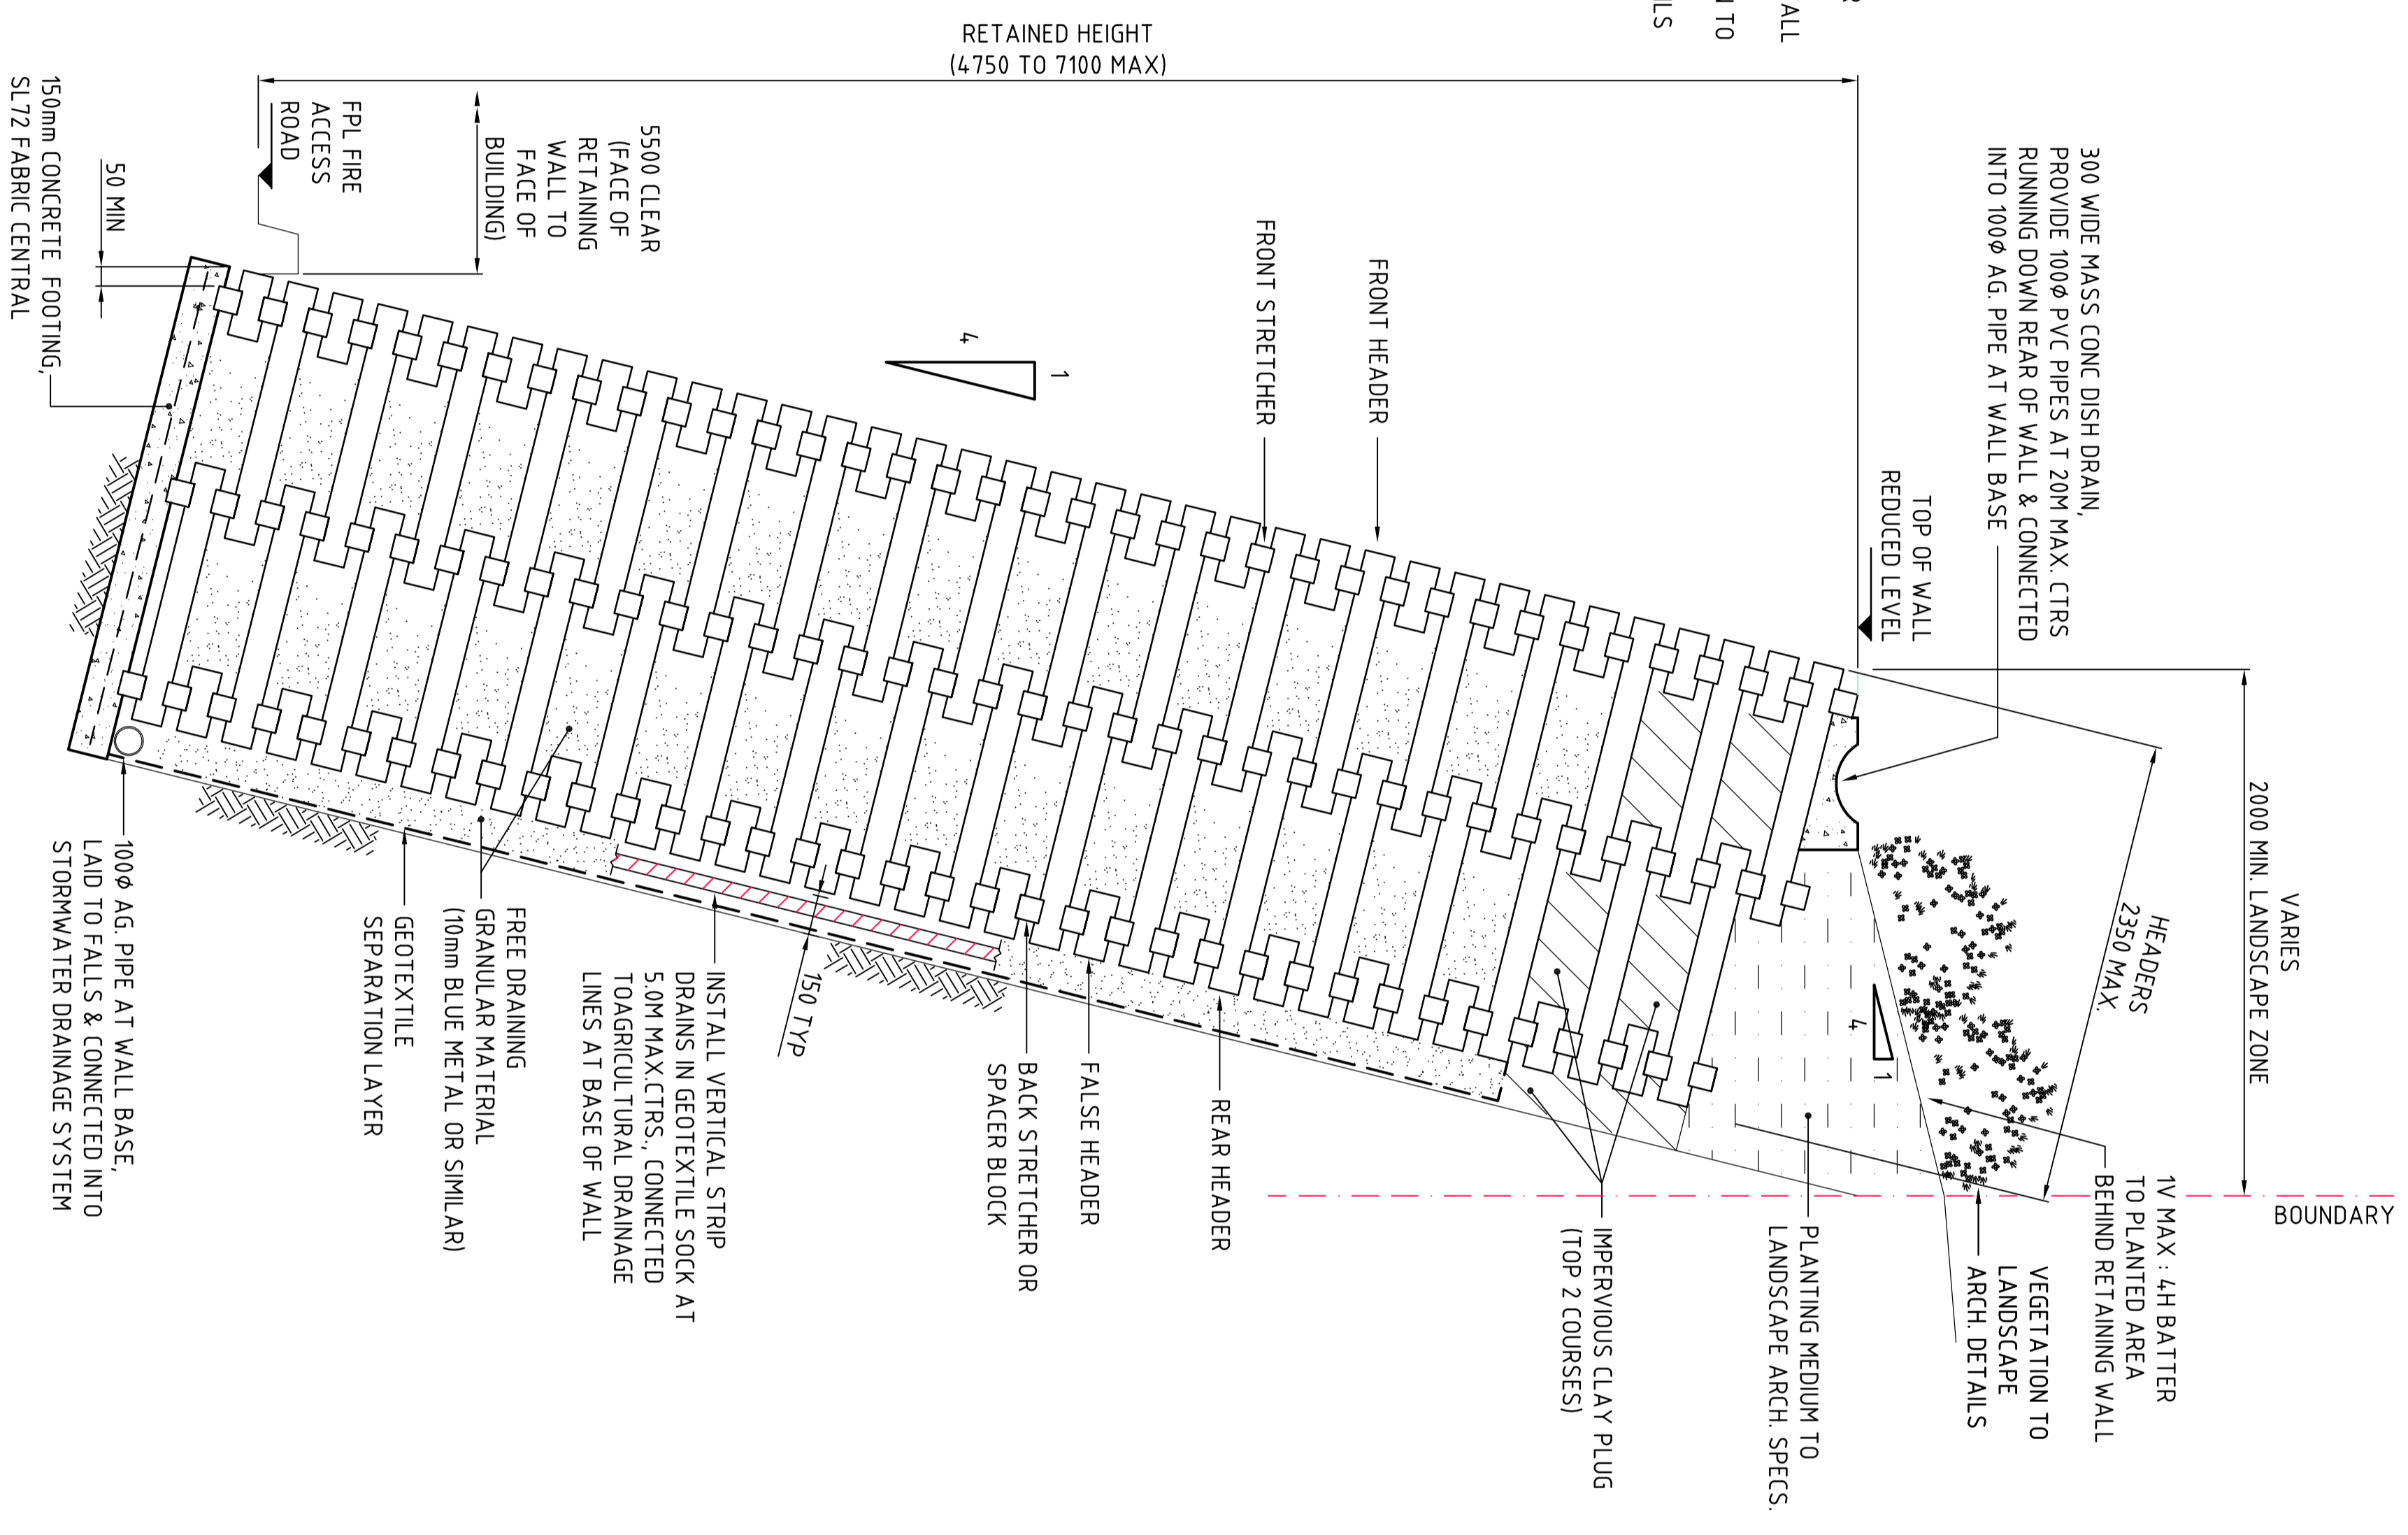 RETAINED HEIGHT
(4750 TO 7100 MAX)
ALL
TO
LS
300 WIDE MASS CONC DISH DRAIN,
PROVIDE 100Ø PVC PIPES AT 20M MAX. CTRS
RUNNING DOWN REAR OF WALL & CONNECTED
INTO 100Ø AG. PIPE AT WALL BASE
TOP OF WALL
REDUCED LEVEL
FRONT HEADER
FRONT STRETCHER
4
1
5500 CLEAR
(FACE OF
RETAINING
WALL TO
FACE OF
BUILDING)
FPL FIRE
ACCESS
ROAD
50 MIN
150mm CONCRETE FOOTING,
SL72 FABRIC CENTRAL
VARIES
2000 MIN. LANDSCAPE ZONE
HEADERS
2350 MAX.
4
1
BOUNDARY
1V MAX : 4H BATTER
TO PLANTED AREA
BEHIND RETAINING WALL
VEGETATION TO
LANDSCAPE
ARCH. DETAILS
PLANTING MEDIUM TO
LANDSCAPE ARCH. SPECS.
IMPERVIOUS CLAY PLUG
(TOP 2 COURSES)
REAR HEADER
FALSE HEADER
BACK STRETCHER OR
SPACER BLOCK
150 TYP
INSTALL VERTICAL STRIP
DRAINS IN GEOTEXTILE SOCK AT
5.0M MAX.CTRS., CONNECTED
TOAGRICULTURAL DRAINAGE
LINES AT BASE OF WALL
FREE DRAINING
GRANULAR MATERIAL
(10mm BLUE METAL OR SIMILAR)
GEOTEXTILE
SEPARATION LAYER
100Ø AG. PIPE AT WALL BASE,
LAID TO FALLS & CONNECTED INTO
STORMWATER DRAINAGE SYSTEM